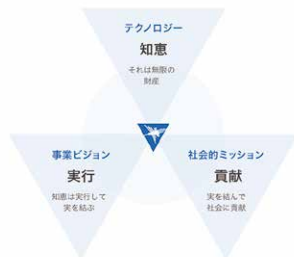 テクノロジー
知恵
それは無限の
財産
事業ビジョン
実行
知恵は実行して
実を結ぶ
社会的ミッション
貢献
実を結んで
社会に貢献